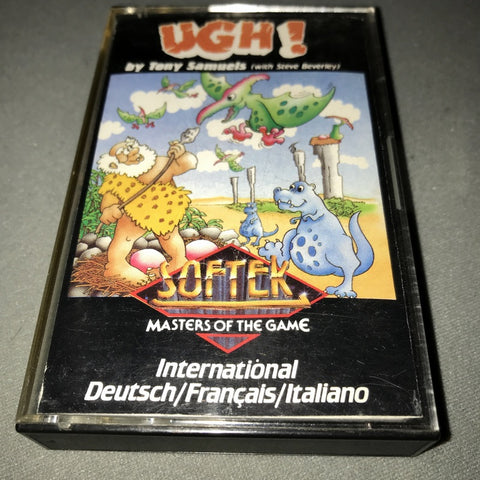 UGH!
by Tony Samuels (with Steve Beverley)
SOFTEK
MASTERS OF THE GAME
International
Deutsch/Français/Italiano